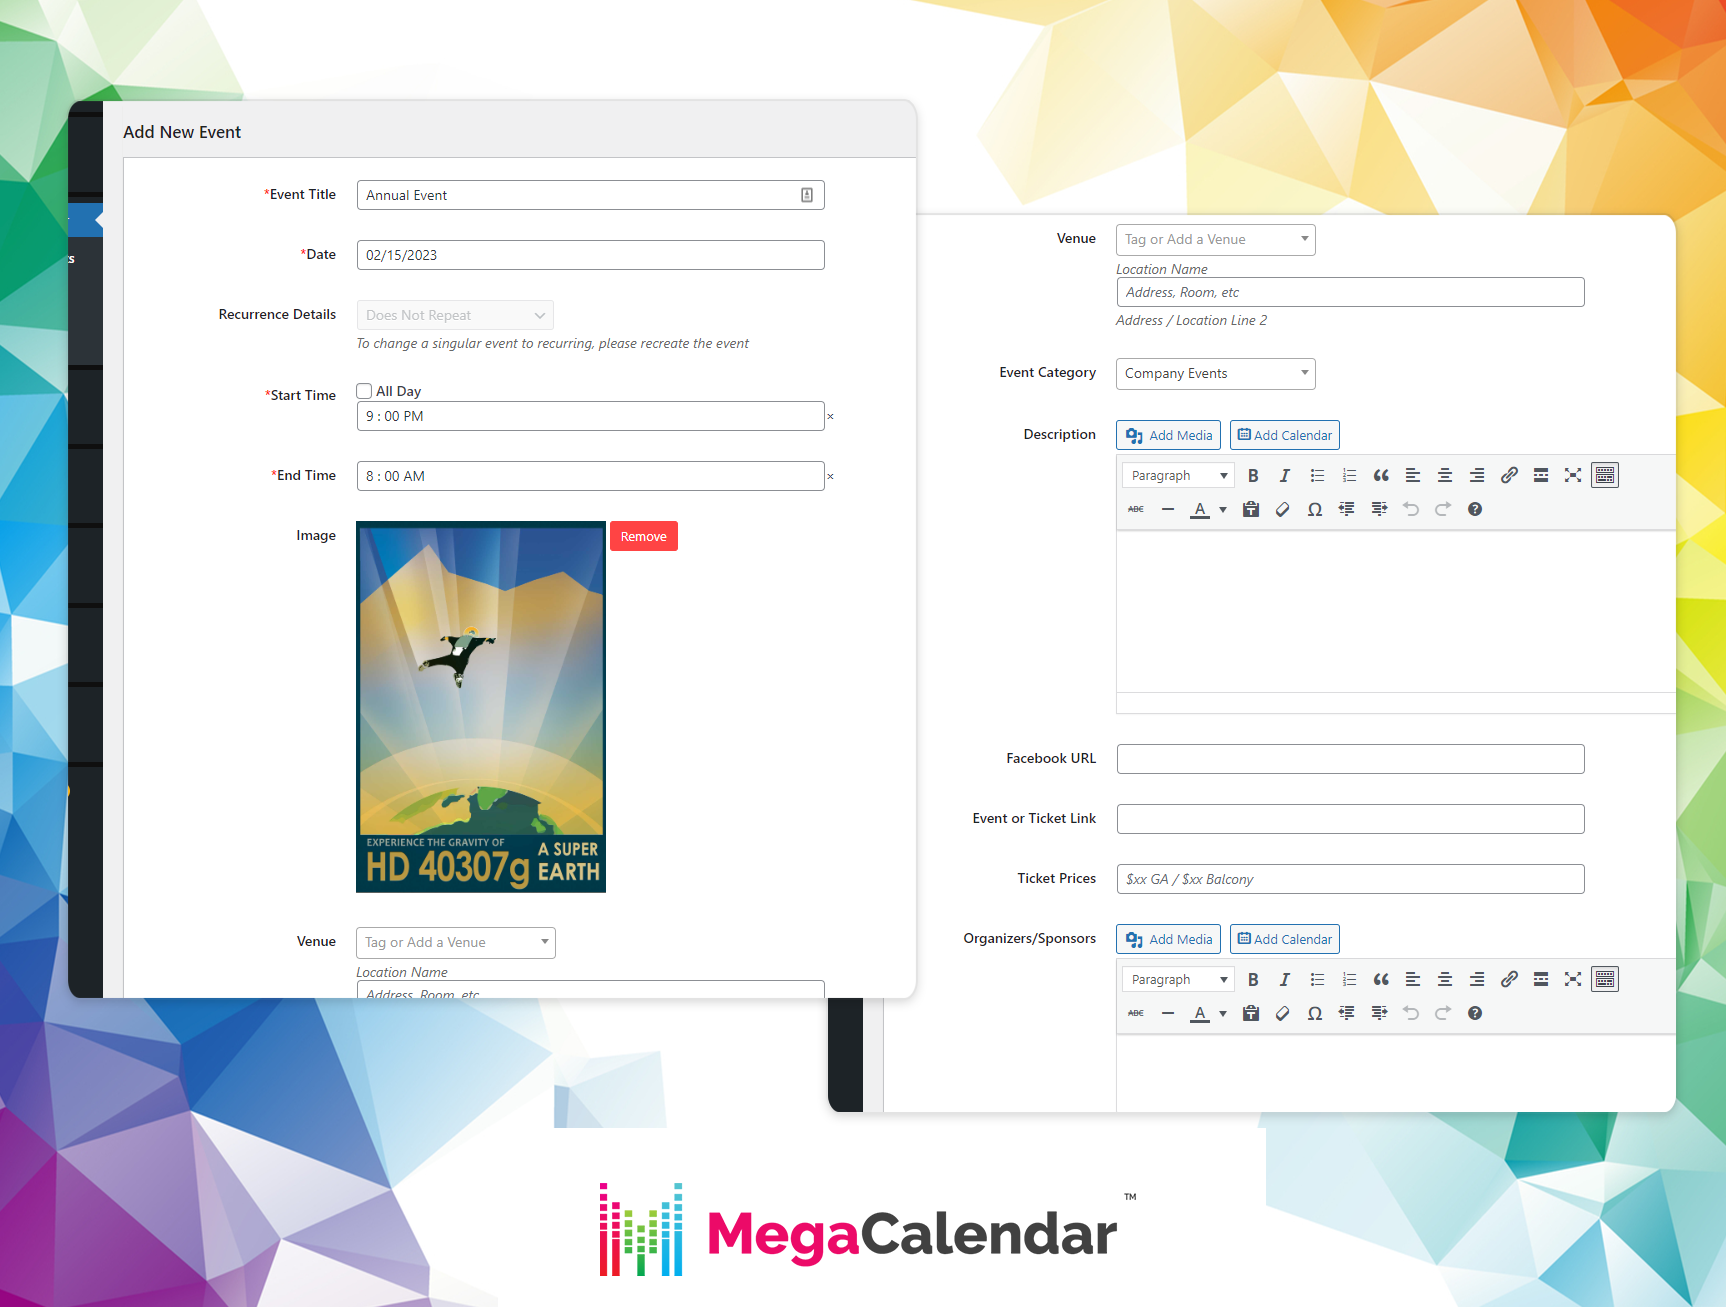 Add New Event
*Event Title
Annual Event
*Date
02/15/2023
Recurrence Details
Does Not Repeat
To change a singular event to recurring, please recreate the event
*Start Time
All Day
9 : 00 PM
×
*End Time
8 : 00 AM
×
Image
Remove
EXPERIENCE THE GRAVITY OF
HD 40307g
A SUPER
EARTH
Venue
Tag or Add a Venue
Location Name
Address, Room, etc
s
Venue
Tag or Add a Venue
Location Name
Address, Room, etc
Address / Location Line 2
Event Category
Company Events
Description
Add Media
Add Calendar
Paragraph
B I
ABC A Ω ?
Facebook URL
Event or Ticket Link
Ticket Prices
$xx GA / $xx Balcony
Organizers/Sponsors
Add Media
Add Calendar
Paragraph
B I
ABC A Ω ?
MegaCalendar™